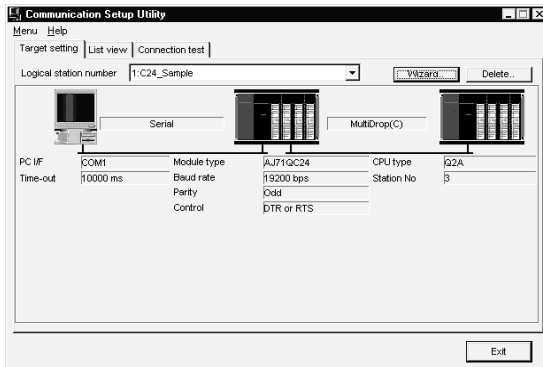 Communication Setup Utility
Menu Help
Target setting List view Connection test
Logical station number 1:C24_Sample Wizard... Delete..
Serial MultiDrop(C)
PC I/F COM1 Module type AJ71QC24 CPU type Q2A
Time-out 10000 ms Baud rate 19200 bps Station No 3
Parity Odd
Control DTR or RTS
Exit